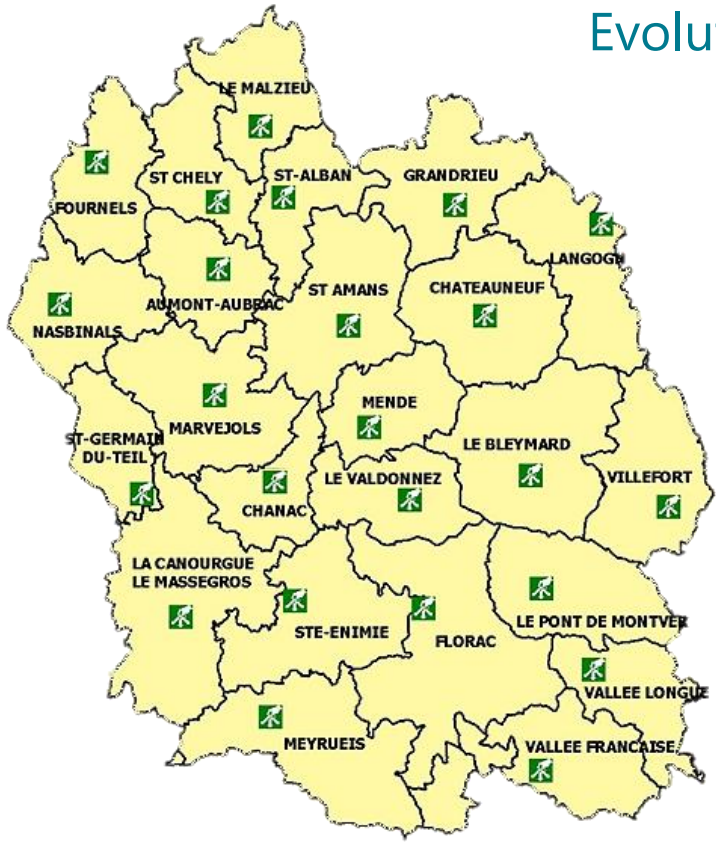 Evolu
LE MALZIEU
ST CHELY
ST-ALBAN
GRANDRIEU
FOURNELS
LANGOGN
AUMONT-AUBRAC
ST AMANS
CHATEAUNEUF
NASBINALS
MENDE
MARVEJOLS
ST-GERMAIN
DU-TEIL
LE BLEYMARD
CHANAC
LE VALDONNEZ
VILLEFORT
LA CANOURGUE
LE MASSEGROS
STE-ENIMIE
FLORAC
LE PONT DE MONTVER
VALLEE LONGUE
MEYRUEIS
VALLEE FRANCAISE